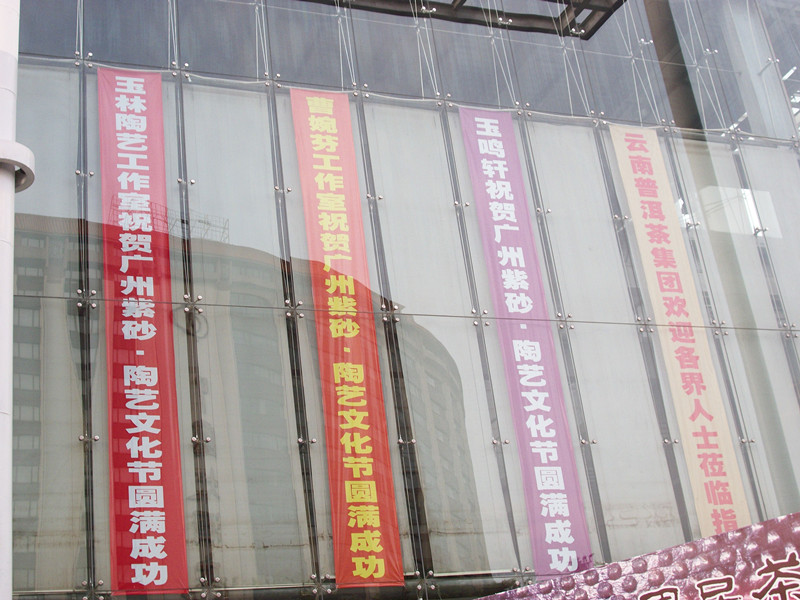 玉林陶艺工作室祝贺广州紫砂·陶艺文化节圆满成功
曹婉芬工作室祝贺广州紫砂·陶艺文化节圆满成功
玉鸣轩祝贺广州紫砂·陶艺文化节圆满成功
云南普洱茶集团欢迎各界人士莅临指
茶